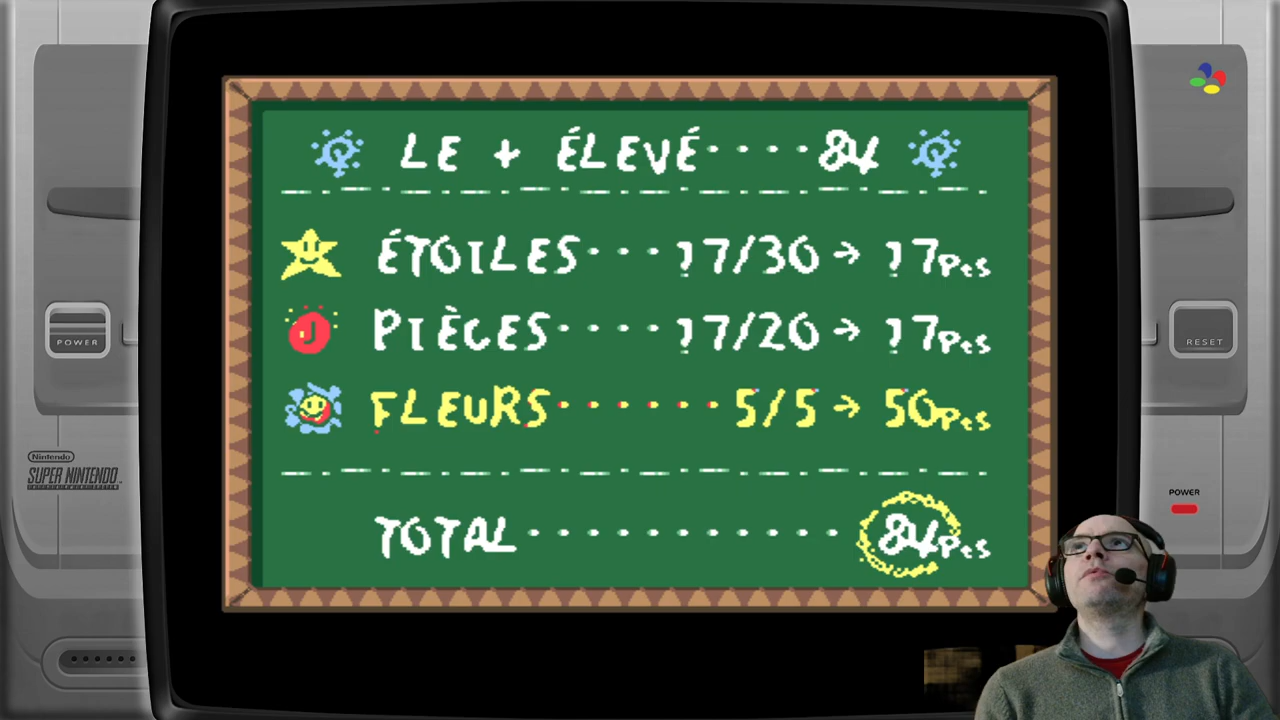 LE + ÉLEVÉ····84
ÉTOILES···17/30→17Pts
PIÈCES····17/20→17Pts
FLEURS······5/5→50Pts
TOTAL···········84Pts
POWER
RESET
Nintendo
SUPER NINTENDO
POWER